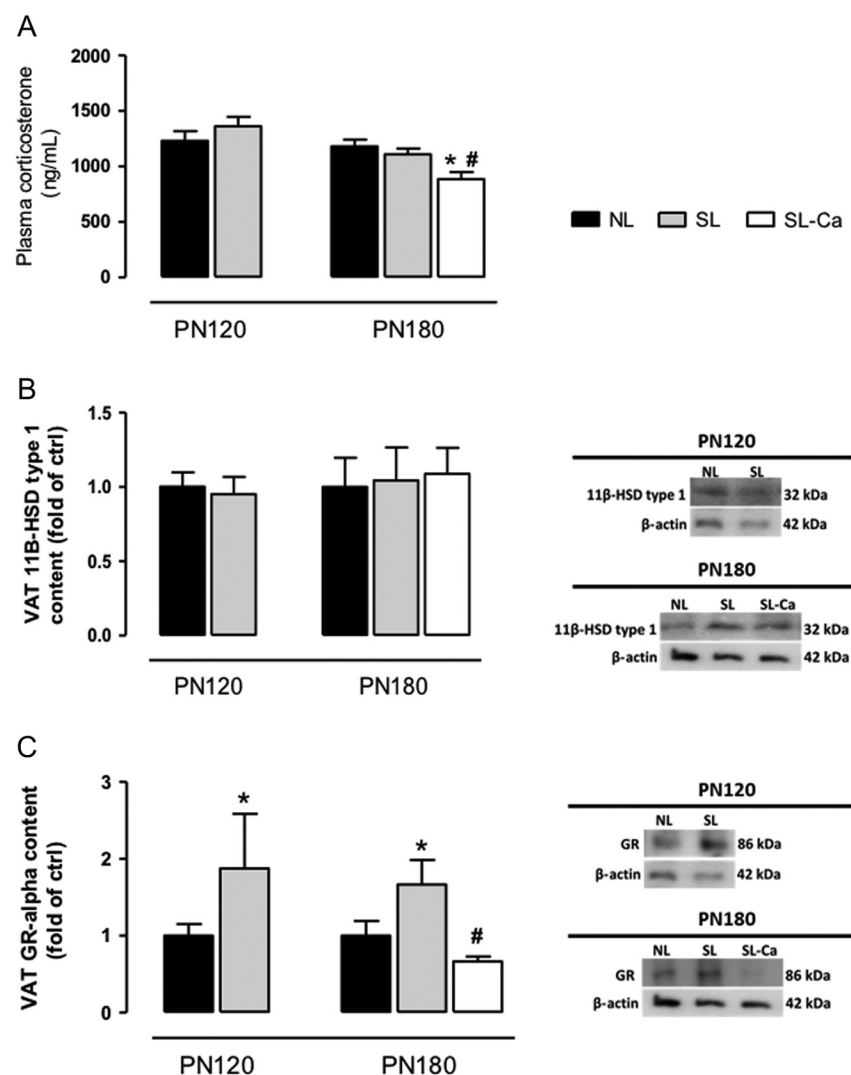 A
Plasma corticosterone
(ng/mL)
2000
1500
1000
500
0
* #
PN120
PN180
NL
SL
SL-Ca
B
VAT 11B-HSD type 1
content (fold of ctrl)
1.5
1.0
0.5
0.0
PN120
PN180
PN120
NL SL
11β-HSD type 1 32 kDa
β-actin 42 kDa
PN180
NL SL SL-Ca
11β-HSD type 1 32 kDa
β-actin 42 kDa
C
VAT GR-alpha content
(fold of ctrl)
3
2
1
0
*
*
#
PN120
PN180
PN120
NL SL
GR 86 kDa
β-actin 42 kDa
PN180
NL SL SL-Ca
GR 86 kDa
β-actin 42 kDa